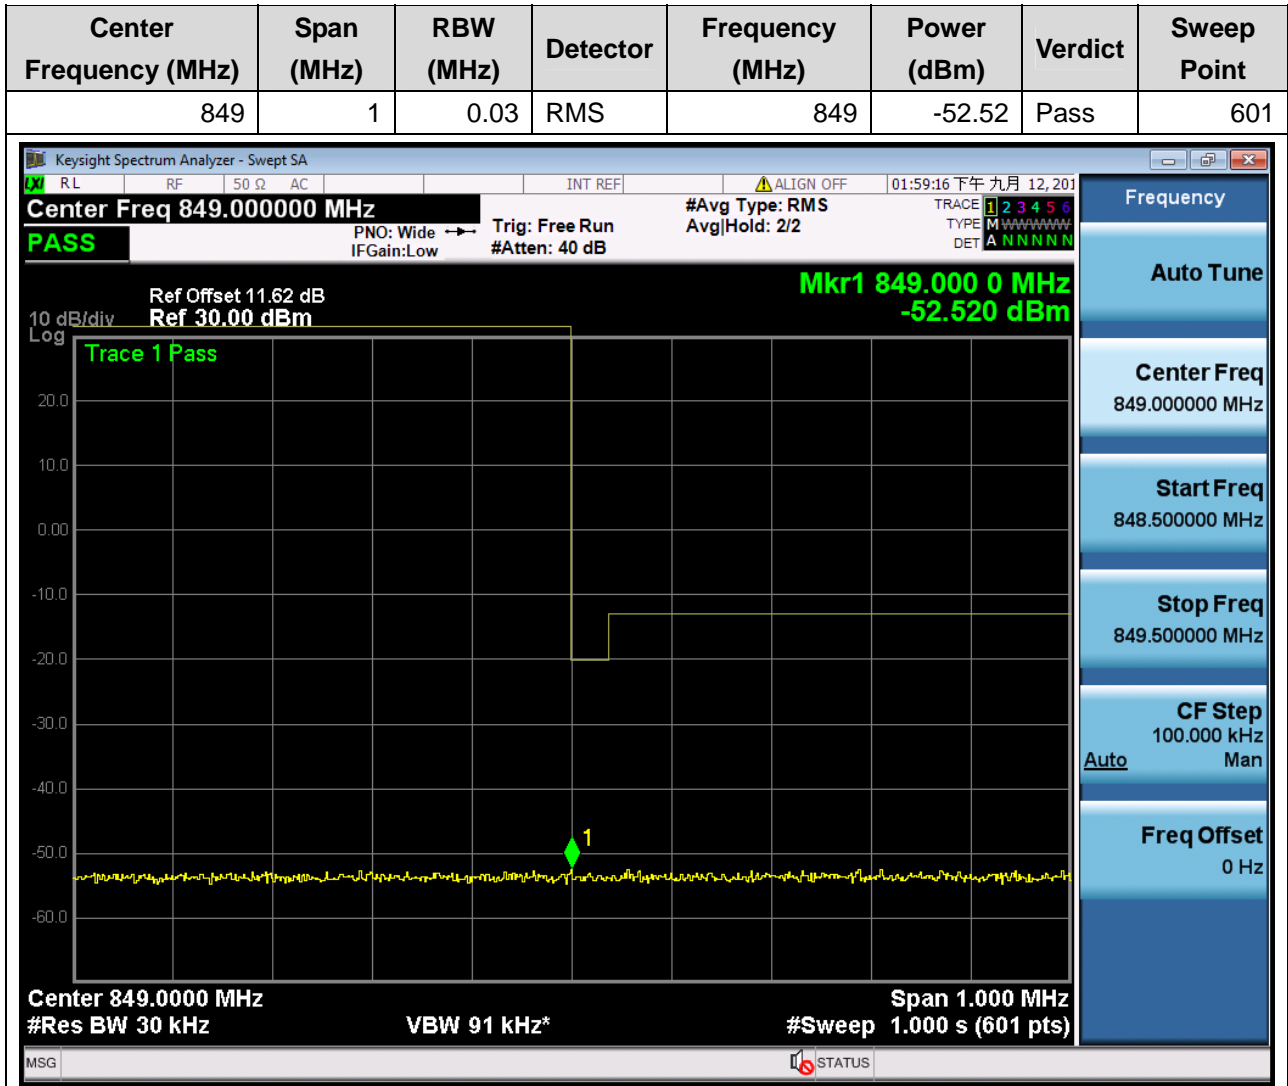 Center Frequency (MHz) Span (MHz) RBW (MHz) Detector Frequency (MHz) Power (dBm) Verdict Sweep Point
849 1 0.03 RMS 849 -52.52 Pass 601
Keysight Spectrum Analyzer - Swept SA
LXI RL RF 50 Ω AC INT REF ALIGN OFF 01:59:16 下午 九月 12, 201
Center Freq 849.000000 MHz
PASS
PNO: Wide
IFGain:Low
Trig: Free Run
#Atten: 40 dB
#Avg Type: RMS
Avg|Hold: 2/2
TRACE 1 2 3 4 5 6
TYPE M WWWWW
DET A N N N N N
Mkr1 849.000 0 MHz
-52.520 dBm
Ref Offset 11.62 dB
10 dB/div Ref 30.00 dBm
Log
Trace 1 Pass
20.0
10.0
0.00
-10.0
-20.0
-30.0
-40.0
-50.0
-60.0
1
Center 849.0000 MHz Span 1.000 MHz
#Res BW 30 kHz VBW 91 kHz* #Sweep 1.000 s (601 pts)
MSG STATUS
Frequency
Auto Tune
Center Freq
849.000000 MHz
Start Freq
848.500000 MHz
Stop Freq
849.500000 MHz
CF Step
100.000 kHz
Auto Man
Freq Offset
0 Hz